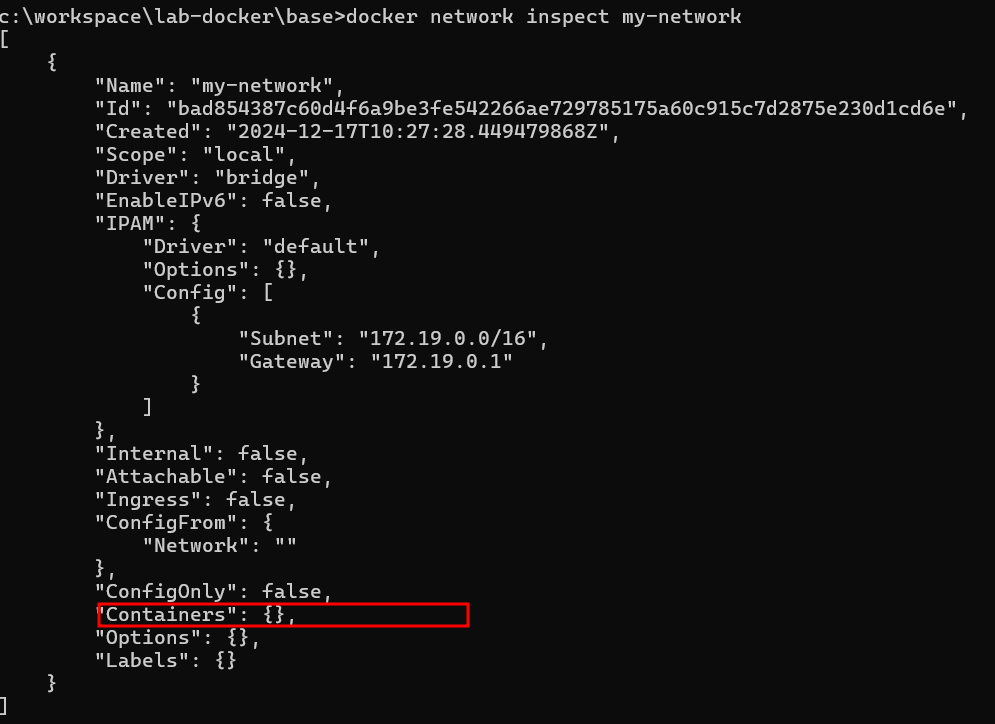 c:\workspace\lab-docker\base>docker network inspect my-network
[
    {
        "Name": "my-network",
        "Id": "bad854387c60d4f6a9be3fe542266ae729785175a60c915c7d2875e230d1cd6e",
        "Created": "2024-12-17T10:27:28.449479868Z",
        "Scope": "local",
        "Driver": "bridge",
        "EnableIPv6": false,
        "IPAM": {
            "Driver": "default",
            "Options": {},
            "Config": [
                {
                    "Subnet": "172.19.0.0/16",
                    "Gateway": "172.19.0.1"
                }
            ]
        },
        "Internal": false,
        "Attachable": false,
        "Ingress": false,
        "ConfigFrom": {
            "Network": ""
        },
        "ConfigOnly": false,
        "Containers": {},
        "Options": {},
        "Labels": {}
    }
]